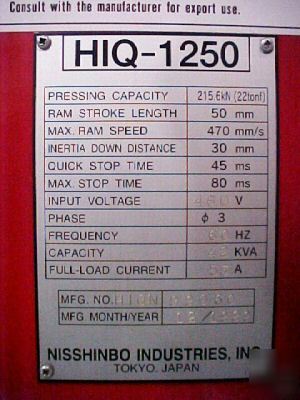 Consult with the manufacturer for export use.
HIQ-1250
PRESSING CAPACITY 215.6kN (22tonf)
RAM STROKE LENGTH 50 mm
MAX. RAM SPEED 470 mm/s
INERTIA DOWN DISTANCE 30 mm
QUICK STOP TIME 45 ms
MAX. STOP TIME 80 ms
INPUT VOLTAGE 460 V
PHASE φ 3
FREQUENCY 60 HZ
CAPACITY KVA
FULL-LOAD CURRENT A
MFG. NO.
MFG MONTH/YEAR
NISSHINBO INDUSTRIES, INC.
TOKYO. JAPAN